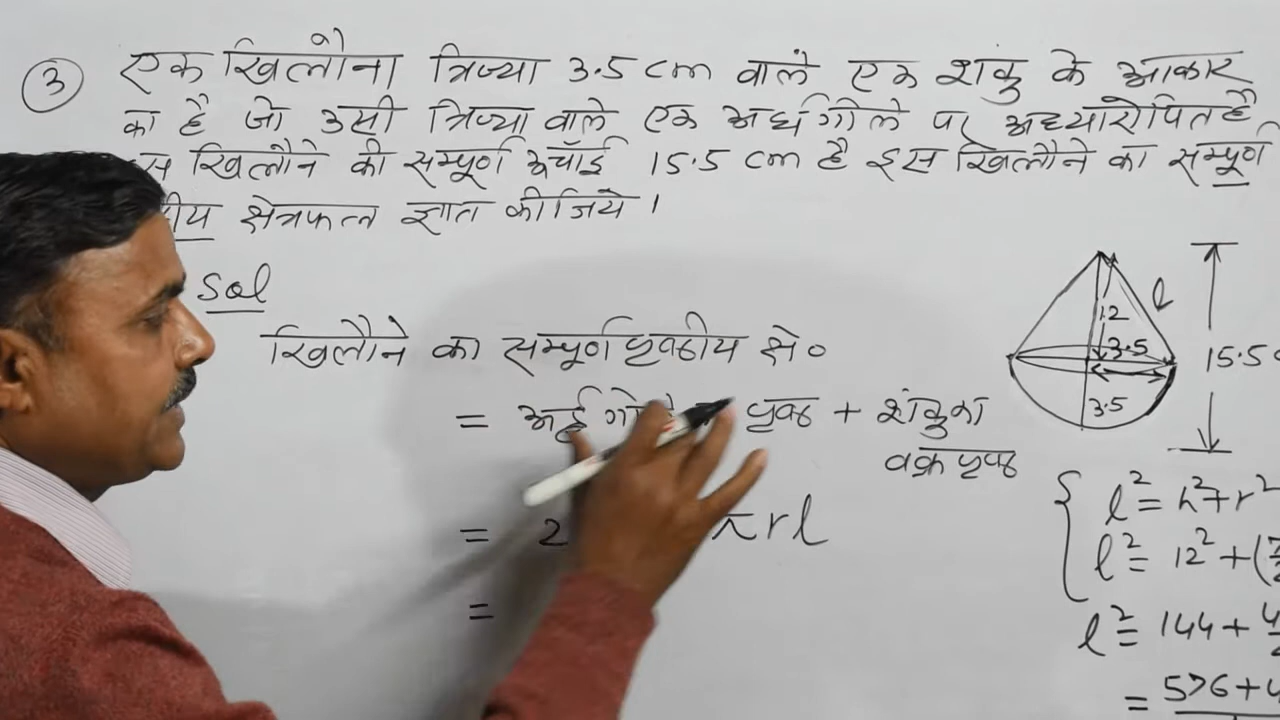 ③ एक खिलौना त्रिज्या 3.5 cm वाले एक शंकु के आकार
का है जो उसी त्रिज्या वाले एक अर्धगोले पर अध्यारोपित है
खिलौने की सम्पूर्ण ऊँचाई 15.5 cm है इस खिलौने का सम्पूर्ण
क्षेत्रफल ज्ञात कीजिये।
Sol
खिलौने का सम्पूर्ण पृष्ठीय क्षे०
= पृष्ठ + शंकु का
वक्र पृष्ठ
= 2 πrl
=
12
l
3.5
3.5
15.5
l² = h² + r²
l² = 12² +
l² = 144 +
= 576 +